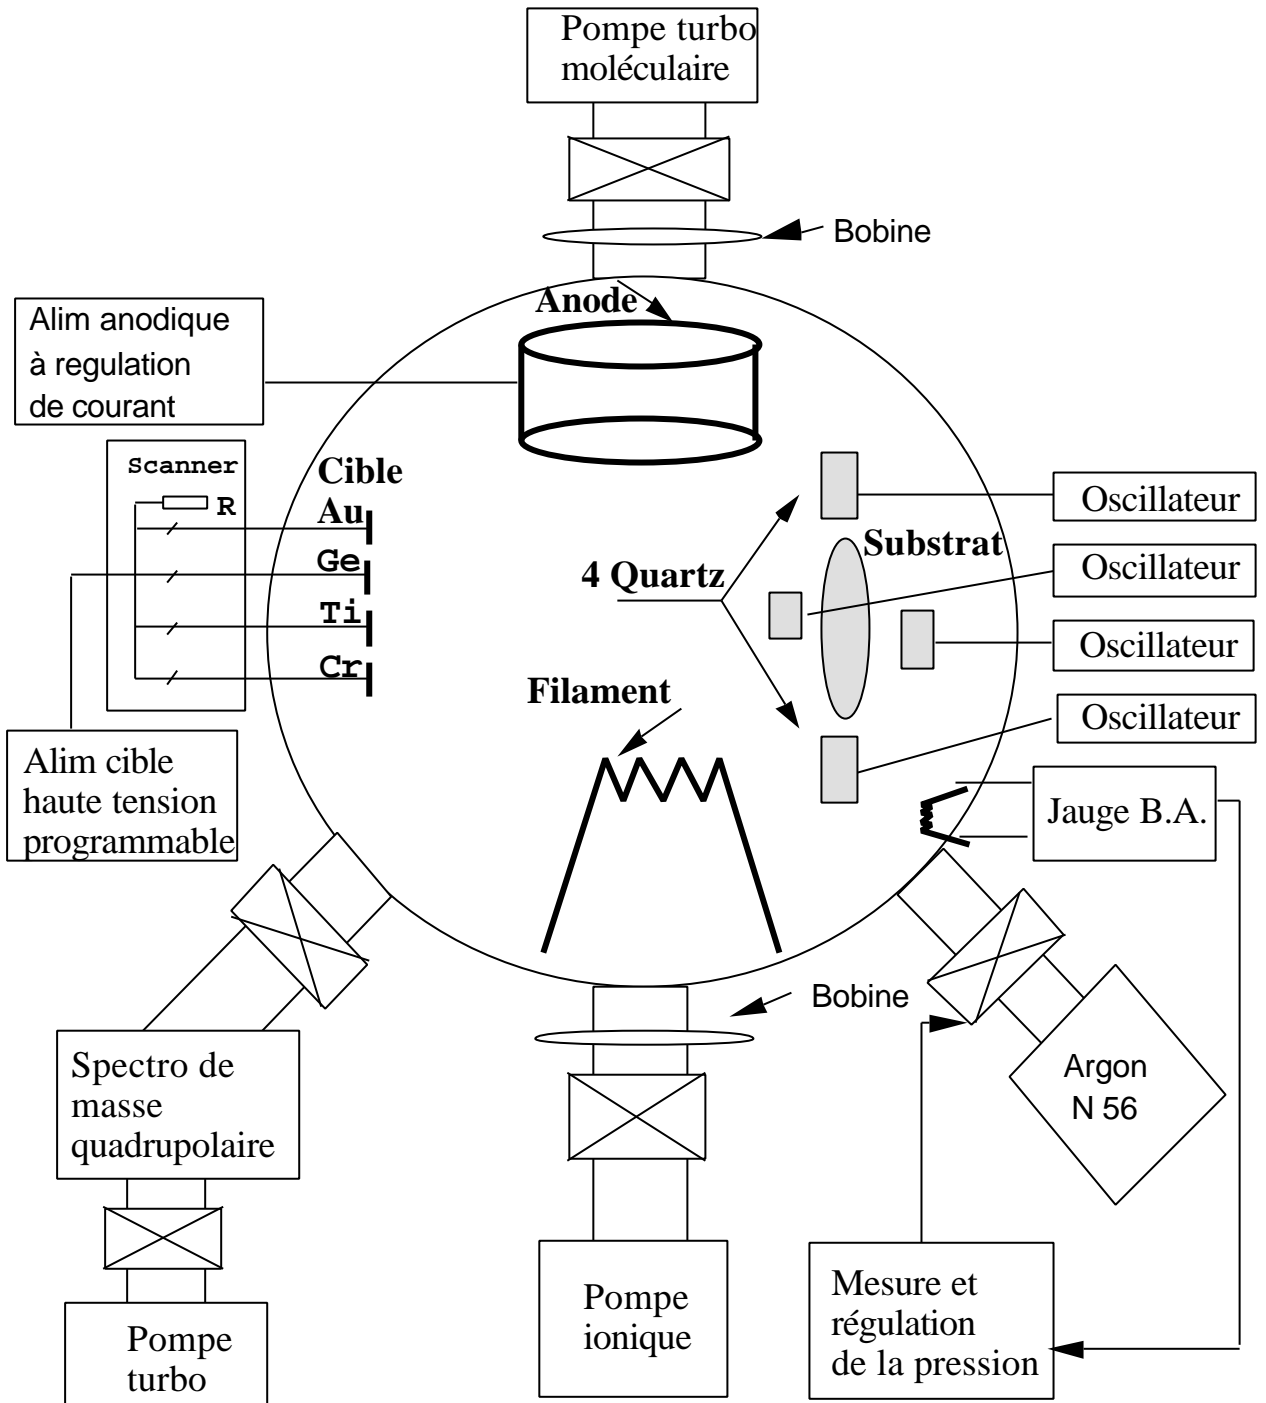 Pompe turbo
moléculaire
Bobine
Anode
Alim anodique
à regulation
de courant
Scanner
R
Cible
Au
Ge
Ti
Cr
4 Quartz
Substrat
Oscillateur
Oscillateur
Oscillateur
Oscillateur
Filament
Alim cible
haute tension
programmable
Jauge B.A.
Bobine
Argon
N 56
Spectro de
masse
quadrupolaire
Pompe
turbo
Pompe
ionique
Mesure et
régulation
de la pression